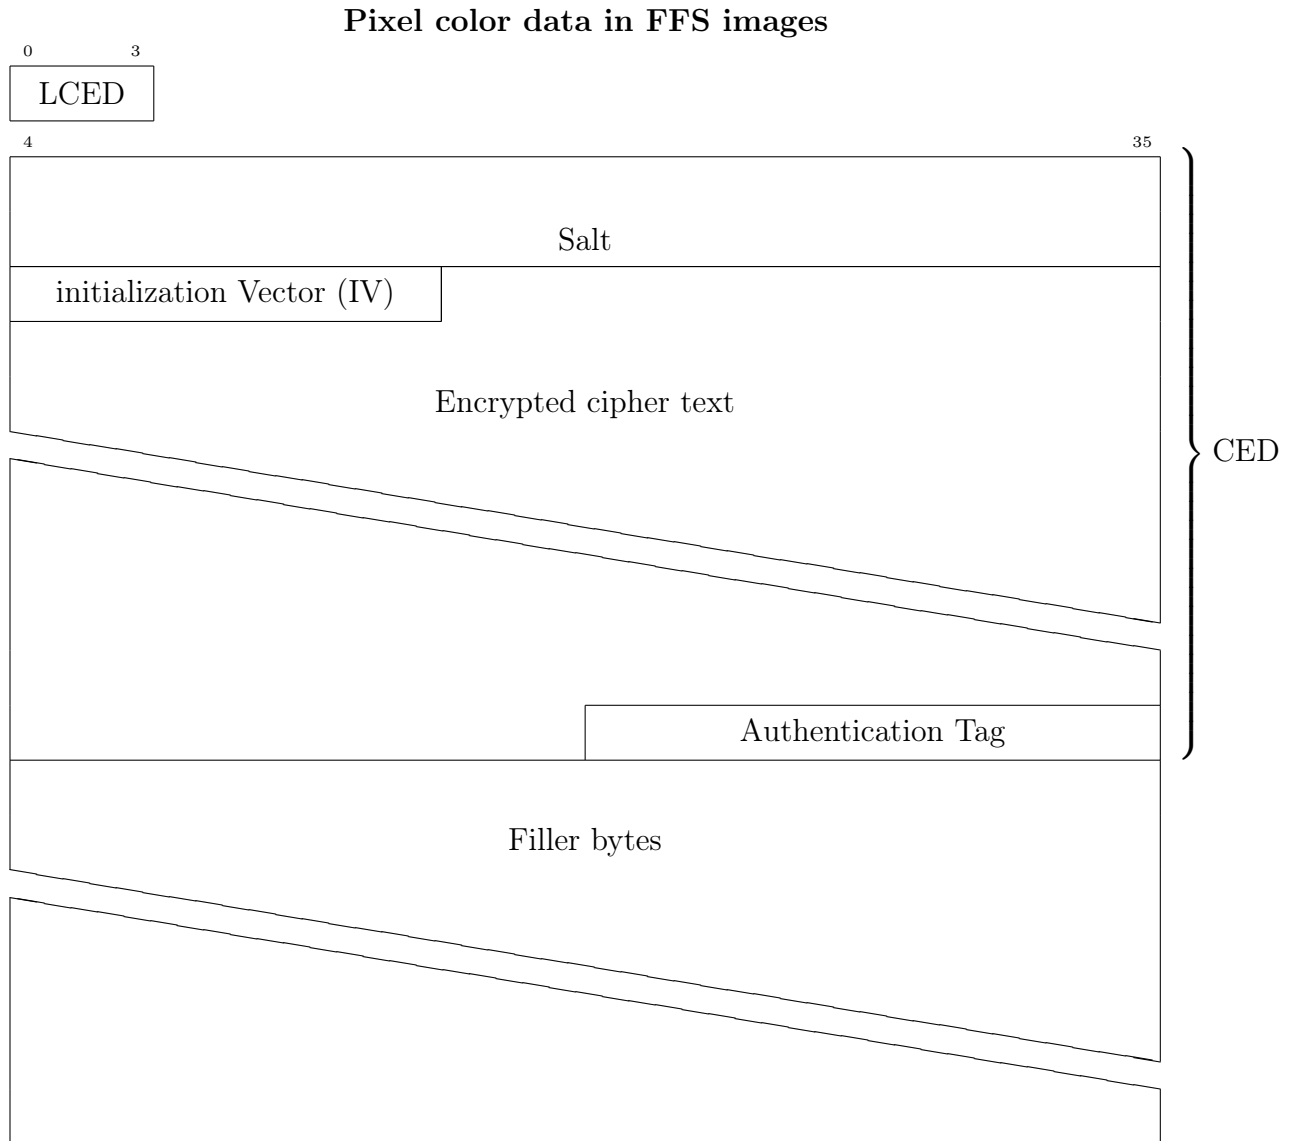 Pixel color data in FFS images
0 3
LCED
4 35
Salt
initialization Vector (IV)
Encrypted cipher text
CED
Authentication Tag
Filler bytes